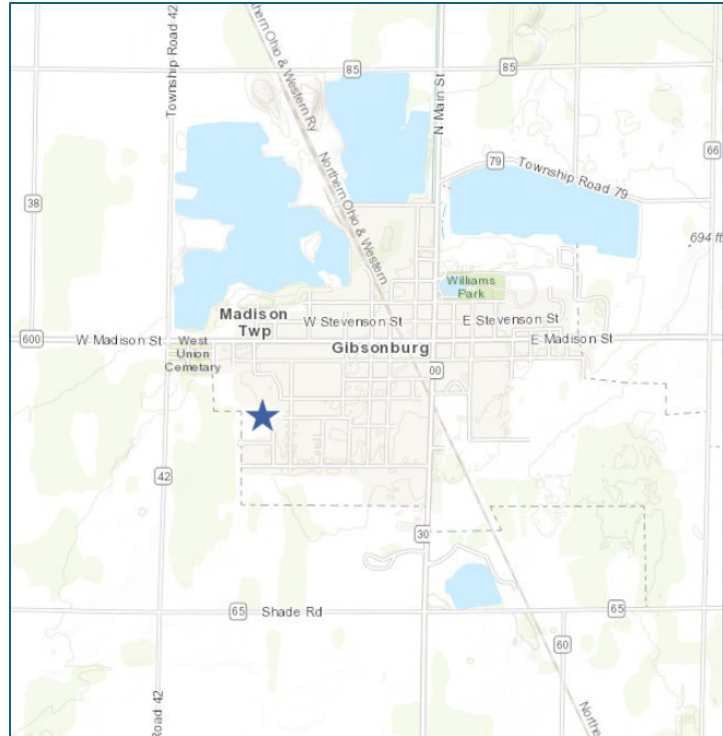 Township Road 42
Northern Ohio & Western Ry
N Main St
85
85
66
38
79
Township Road 79
Northern Ohio & Western
694 ft
Williams
Park
Madison
Twp
W Stevenson St
E Stevenson St
600
W Madison St
West
Union
Cemetary
Gibsonburg
E Madison St
00
42
30
65
Shade Rd
65
60
Road 42
Northe